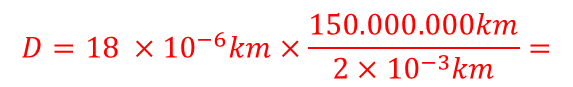 D = 18 × 10⁻⁶km × 150.000.000km / 2 × 10⁻³km =